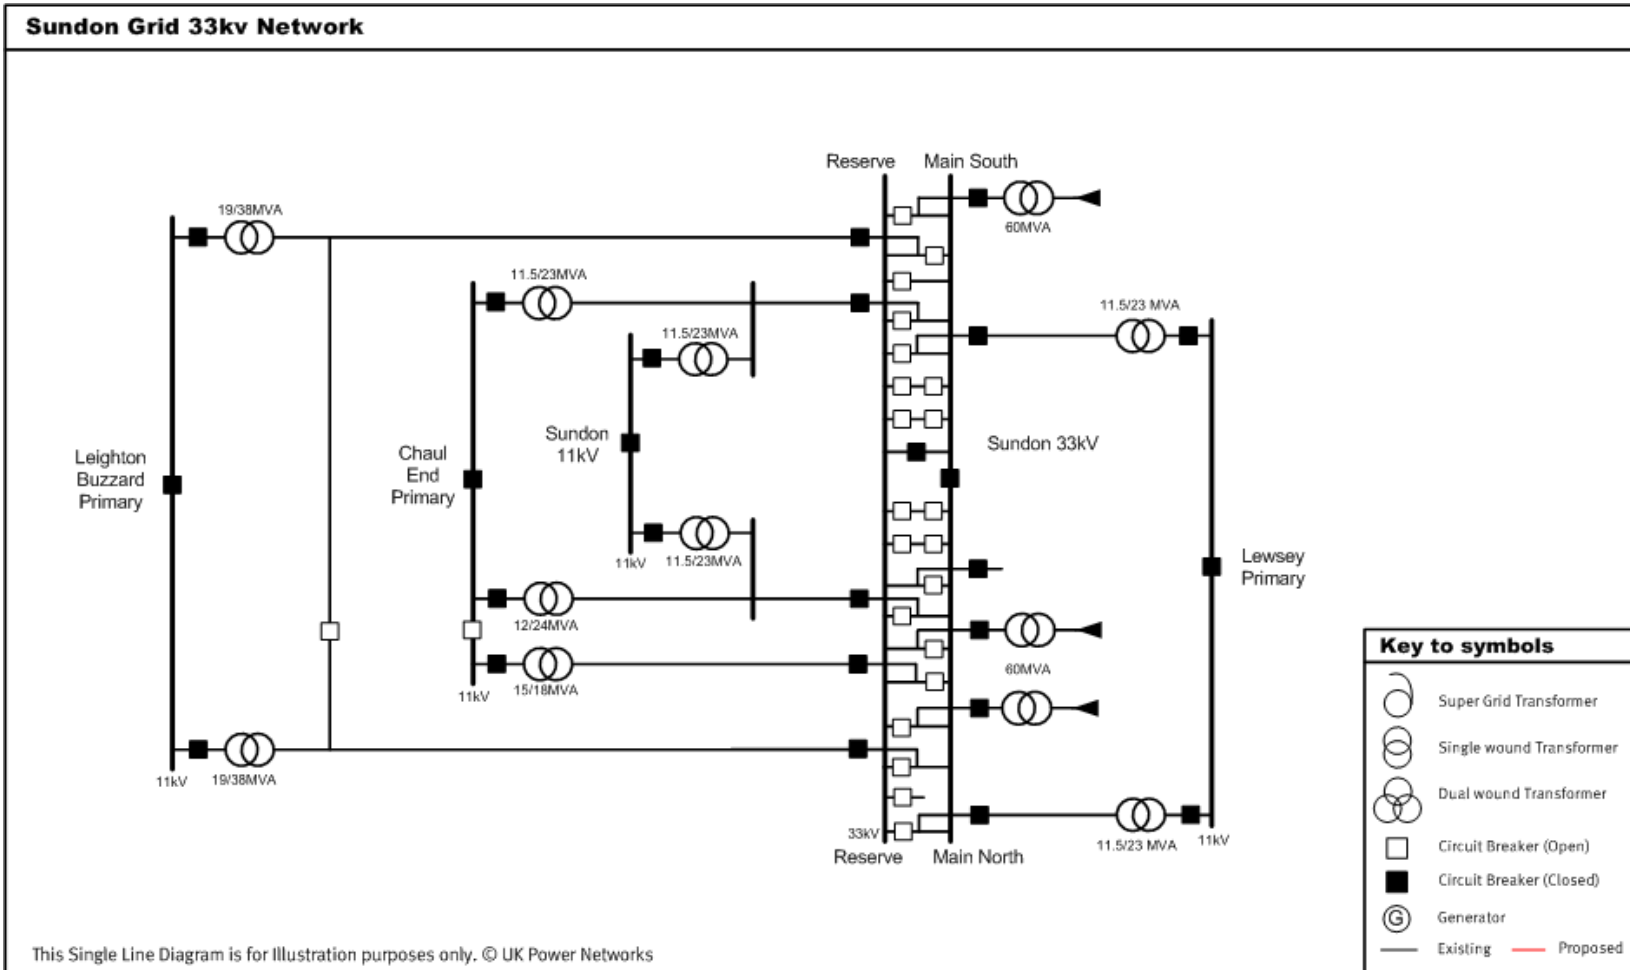 Sundon Grid 33kv Network
Reserve
Main South
19/38MVA
60MVA
11.5/23MVA
11.5/23 MVA
11.5/23MVA
Sundon
11kV
Sundon 33kV
Chaul
End
Primary
Leighton
Buzzard
Primary
11kV
11.5/23MVA
Lewsey
Primary
12/24MVA
60MVA
11kV
15/18MVA
11kV
19/38MVA
33kV
Reserve
Main North
11.5/23 MVA
11kV
Key to symbols
Super Grid Transformer
Single wound Transformer
Dual wound Transformer
Circuit Breaker (Open)
Circuit Breaker (Closed)
G
Generator
Existing
Proposed
This Single Line Diagram is for Illustration purposes only. © UK Power Networks